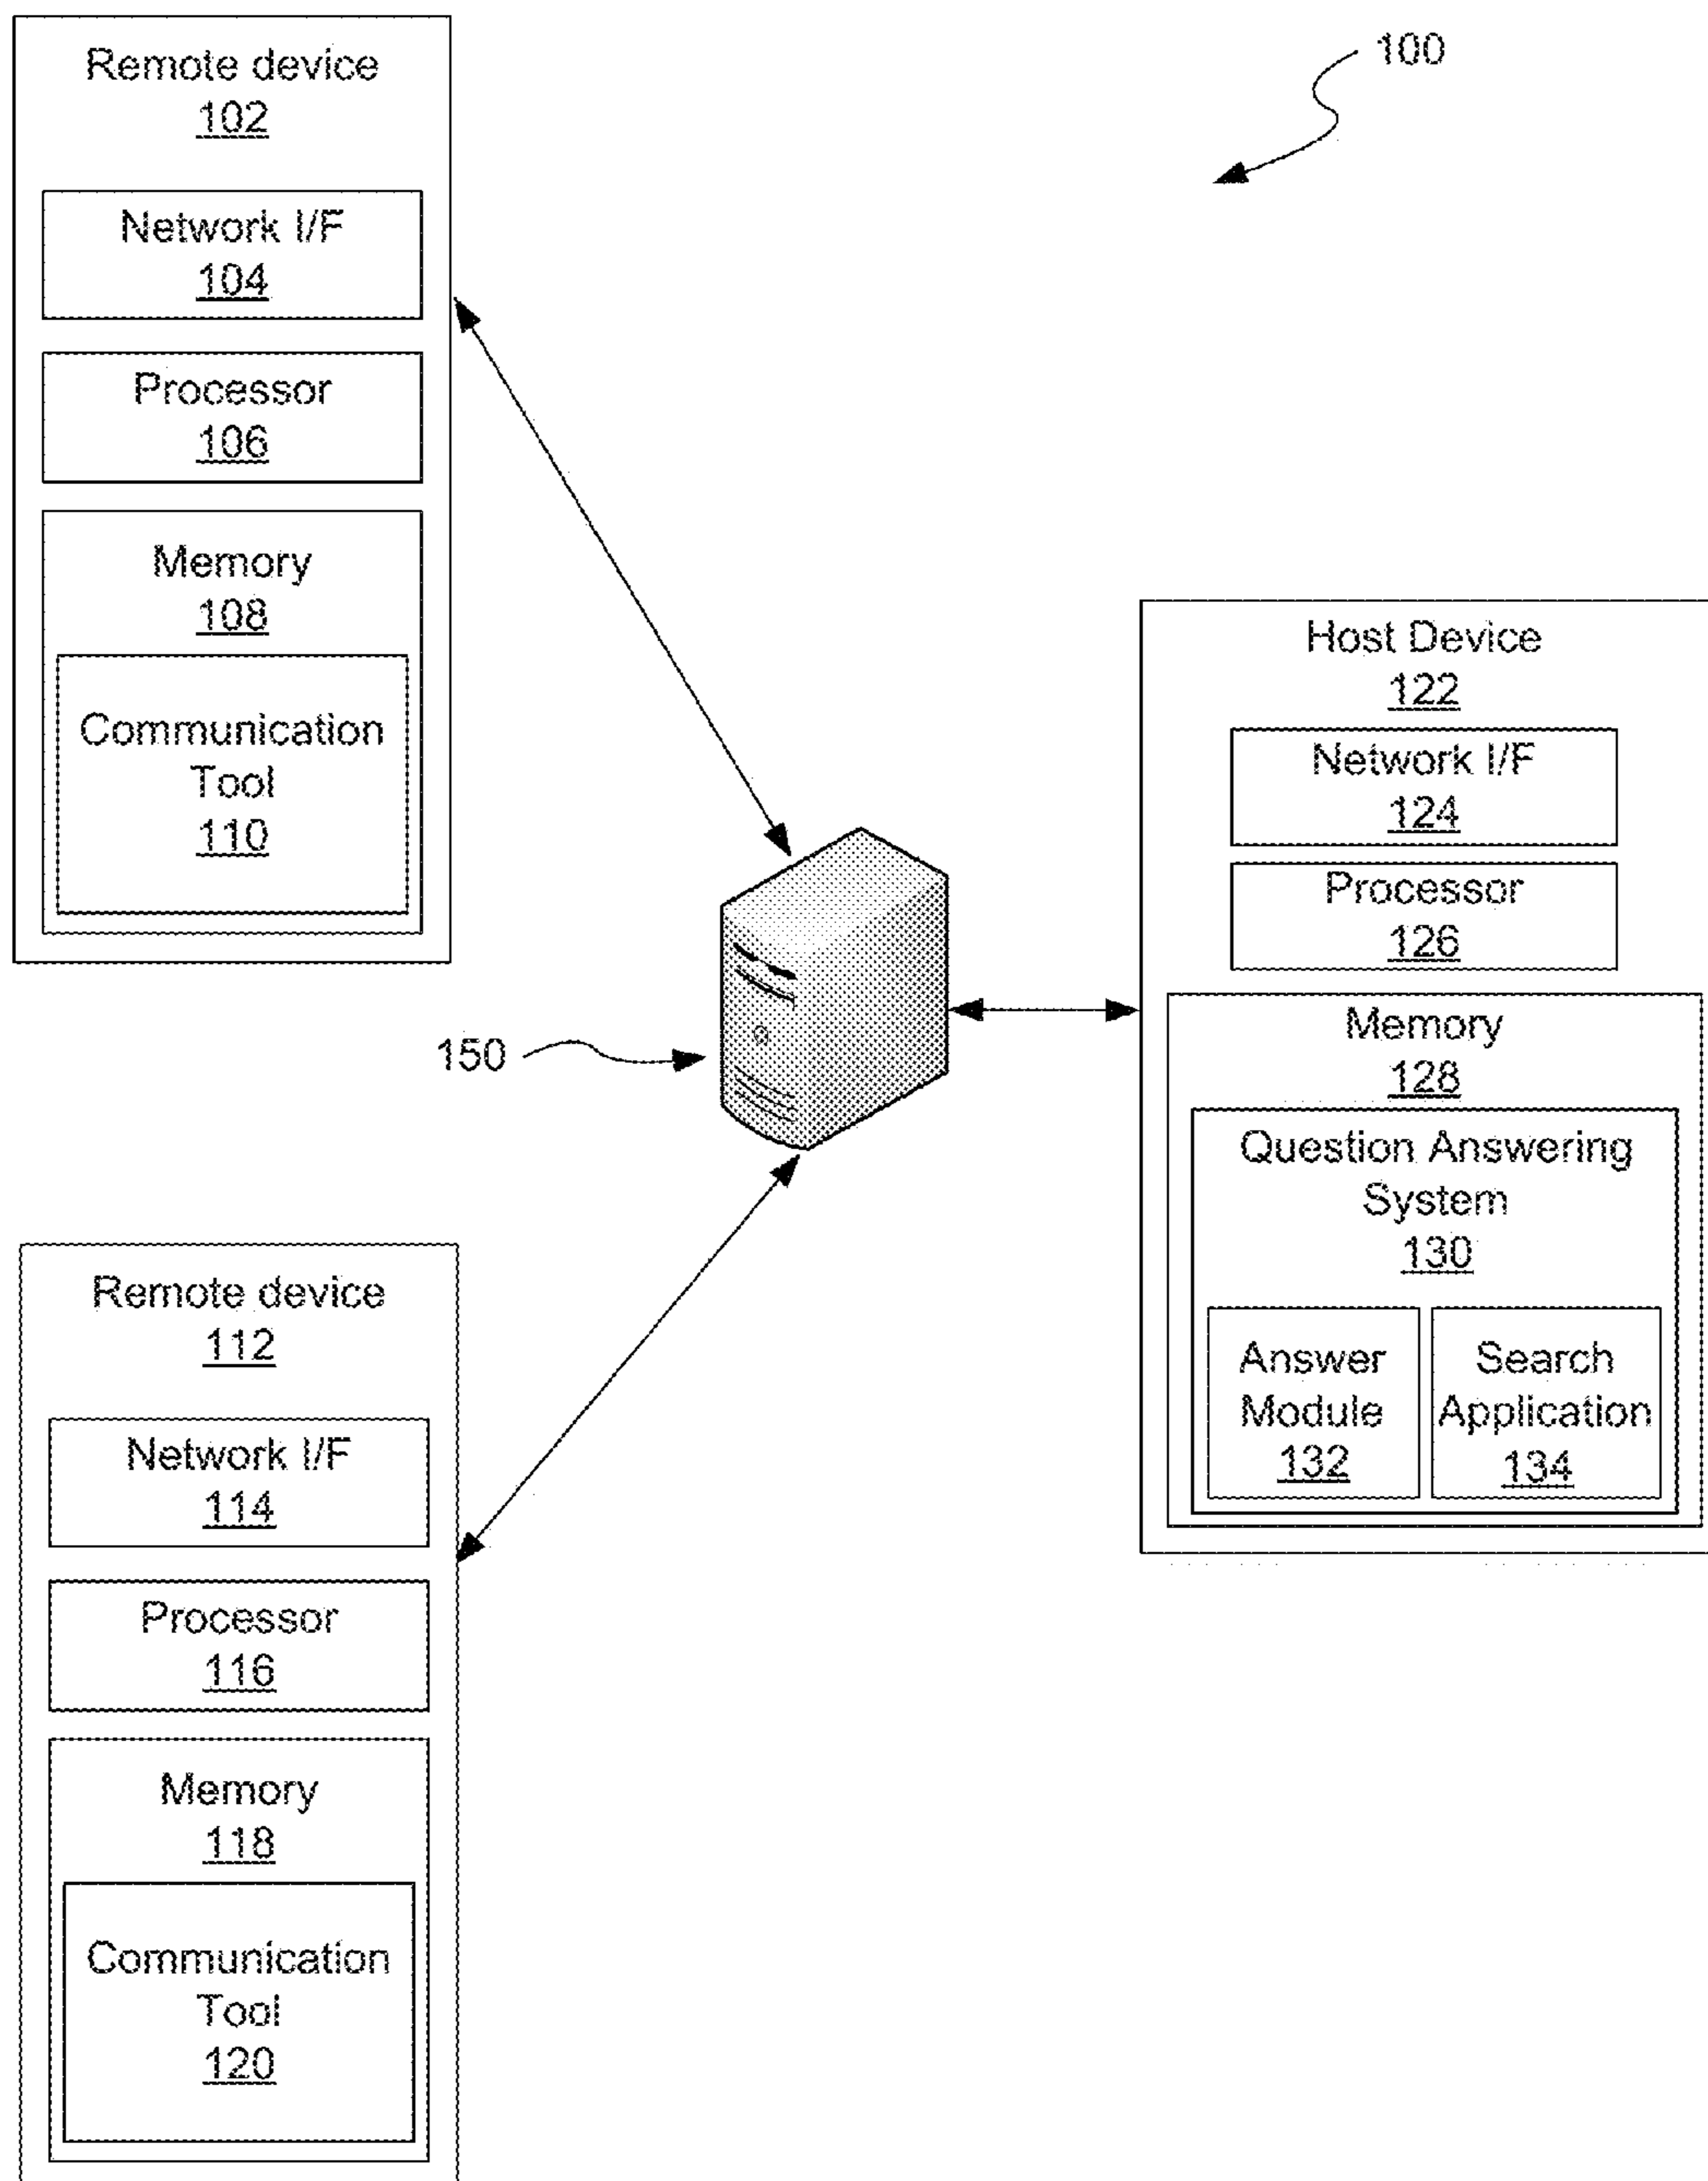 Remote device
102
Network I/F
104
Processor
106
Memory
108
Communication
Tool
110
100
Host Device
122
Network I/F
124
Processor
126
Memory
128
Question Answering
System
130
Answer
Module
132
Search
Application
134
150
Remote device
112
Network I/F
114
Processor
116
Memory
118
Communication
Tool
120